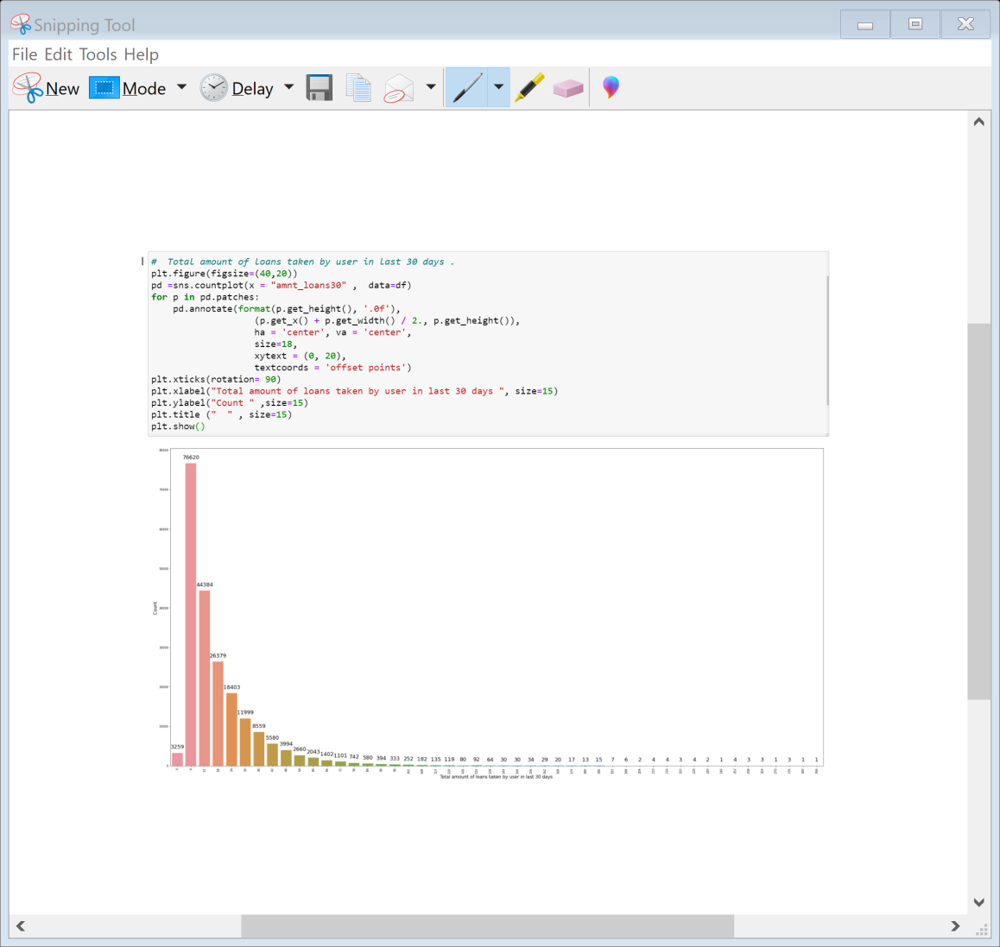 Snipping Tool
File Edit Tools Help
New Mode Delay
#  Total amount of loans taken by user in last 30 days .
plt.figure(figsize=(40,20))
pd =sns.countplot(x = "amnt_loans30" ,  data=df)
for p in pd.patches:
    pd.annotate(format(p.get_height(), '.0f'),
                   (p.get_x() + p.get_width() / 2., p.get_height()),
                   ha = 'center', va = 'center',
                   size=18,
                   xytext = (0, 20),
                   textcoords = 'offset points')
plt.xticks(rotation= 90)
plt.xlabel("Total amount of loans taken by user in last 30 days ", size=15)
plt.ylabel("Count " ,size=15)
plt.title ("  " , size=15)
plt.show()
80000
70000
60000
50000
40000
30000
20000
10000
0
Count
3259 76620 44384 26379 18403 11999 8559 5580 3994 2660 2043 1402 1101 742 580 394 333 252 182 135 119 80 92 64 30 30 34 29 20 17 13 15 7 6 2 4 4 3 4 2 1 4 3 3 1 3 1 1
Total amount of loans taken by user in last 30 days